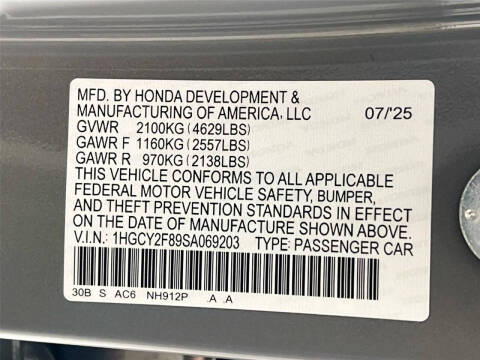 MFD. BY HONDA DEVELOPMENT &
MANUFACTURING OF AMERICA, LLC 07/'25
GVWR 2100KG(4629LBS)
GAWR F 1160KG(2557LBS)
GAWR R 970KG(2138LBS)
THIS VEHICLE CONFORMS TO ALL APPLICABLE
FEDERAL MOTOR VEHICLE SAFETY, BUMPER,
AND THEFT PREVENTION STANDARDS IN EFFECT
ON THE DATE OF MANUFACTURE SHOWN ABOVE.
V.I.N.: 1HGCY2F89SA069203 TYPE: PASSENGER CAR
30B S AC6 NH912P .A .A